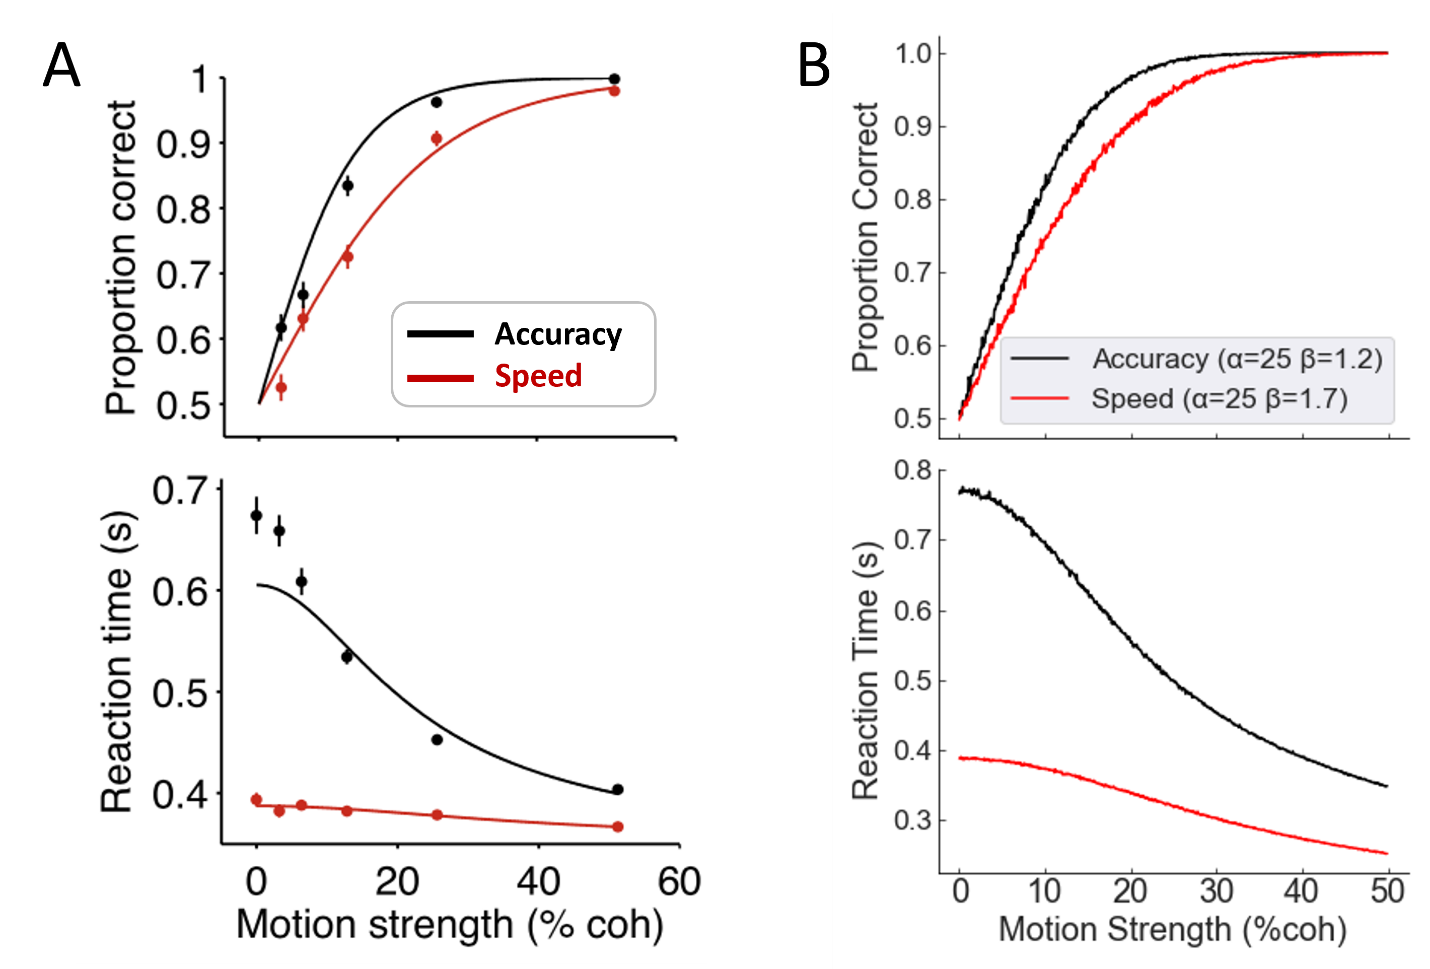 A
Proportion correct
1
0.9
0.8
0.7
0.6
0.5
Accuracy
Speed
Reaction time (s)
0.7
0.6
0.5
0.4
0 20 40 60
Motion strength (% coh)
B
Proportion Correct
1.0
0.9
0.8
0.7
0.6
0.5
Accuracy (α=25 β=1.2)
Speed (α=25 β=1.7)
Reaction Time (s)
0.8
0.7
0.6
0.5
0.4
0.3
0 10 20 30 40 50
Motion Strength (%coh)